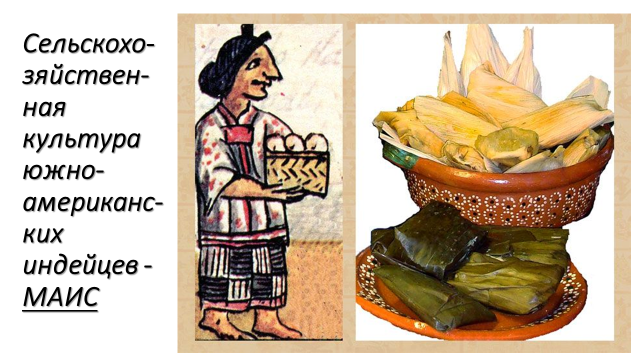 Сельскохо-
зяйствен-
ная
культура
южно-
американс-
ких
индейцев -
МАИС